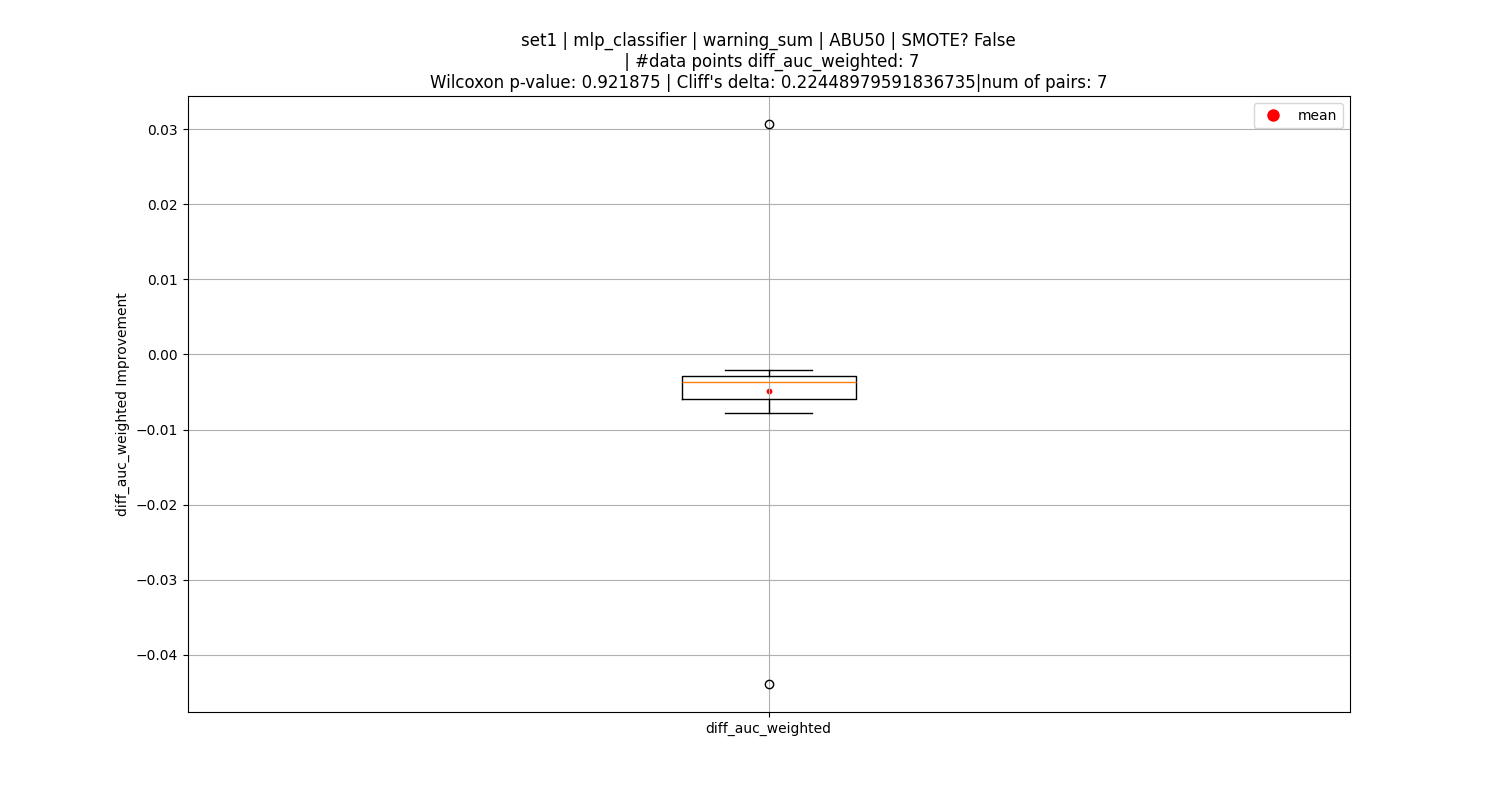 set1 | mlp_classifier | warning_sum | ABU50 | SMOTE? False
| #data points diff_auc_weighted: 7
Wilcoxon p-value: 0.921875 | Cliff's delta: 0.22448979591836735|num of pairs: 7
mean
0.03
0.02
0.01
0.00
−0.01
−0.02
−0.03
−0.04
diff_auc_weighted Improvement
diff_auc_weighted